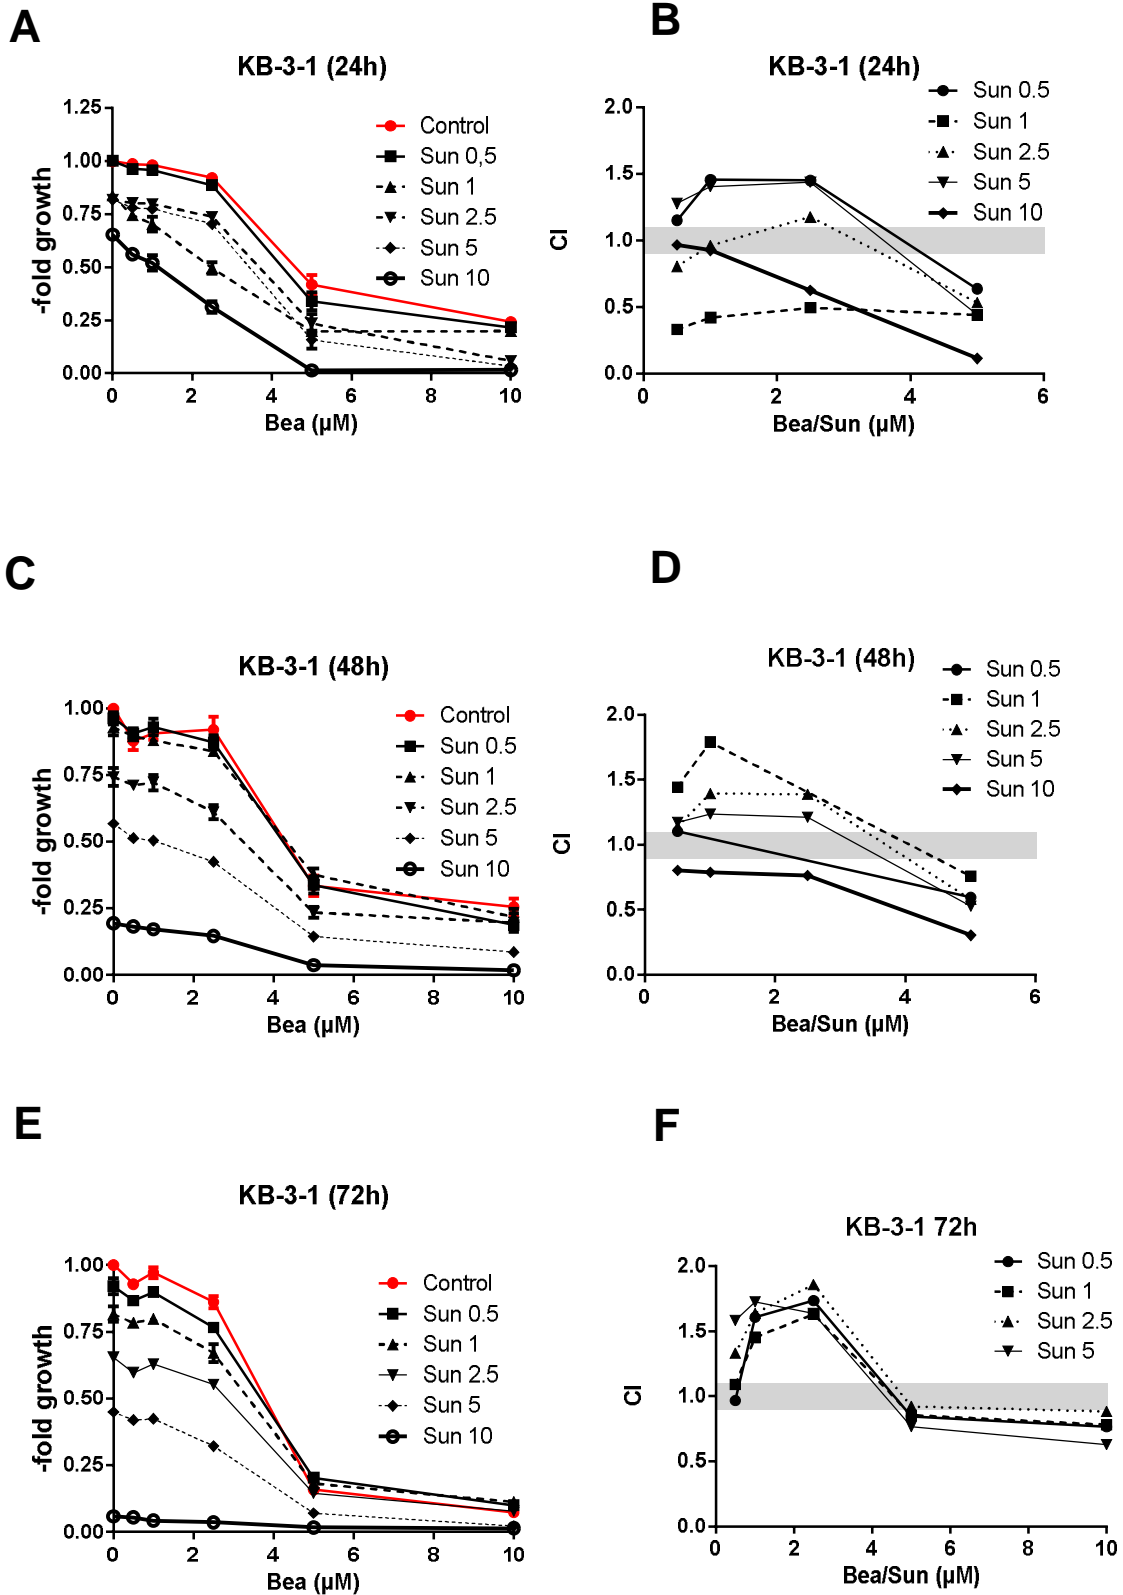 A
B
KB-3-1 (24h)
KB-3-1 (24h)
-fold growth
1.25
1.00
0.75
0.50
0.25
0.00
0 2 4 6 8 10
Bea (µM)
Control
Sun 0,5
Sun 1
Sun 2.5
Sun 5
Sun 10
CI
2.0
1.5
1.0
0.5
0.0
0 2 4 6
Bea/Sun (µM)
Sun 0.5
Sun 1
Sun 2.5
Sun 5
Sun 10
C
D
KB-3-1 (48h)
KB-3-1 (48h)
-fold growth
1.00
0.75
0.50
0.25
0.00
0 2 4 6 8 10
Bea (µM)
Control
Sun 0.5
Sun 1
Sun 2.5
Sun 5
Sun 10
CI
2.0
1.5
1.0
0.5
0.0
0 2 4 6
Bea/Sun (µM)
Sun 0.5
Sun 1
Sun 2.5
Sun 5
Sun 10
E
F
KB-3-1 (72h)
KB-3-1 72h
-fold growth
1.00
0.75
0.50
0.25
0.00
0 2 4 6 8 10
Bea (µM)
Control
Sun 0.5
Sun 1
Sun 2.5
Sun 5
Sun 10
CI
2.0
1.5
1.0
0.5
0.0
0 2 4 6 8 10
Bea/Sun (µM)
Sun 0.5
Sun 1
Sun 2.5
Sun 5